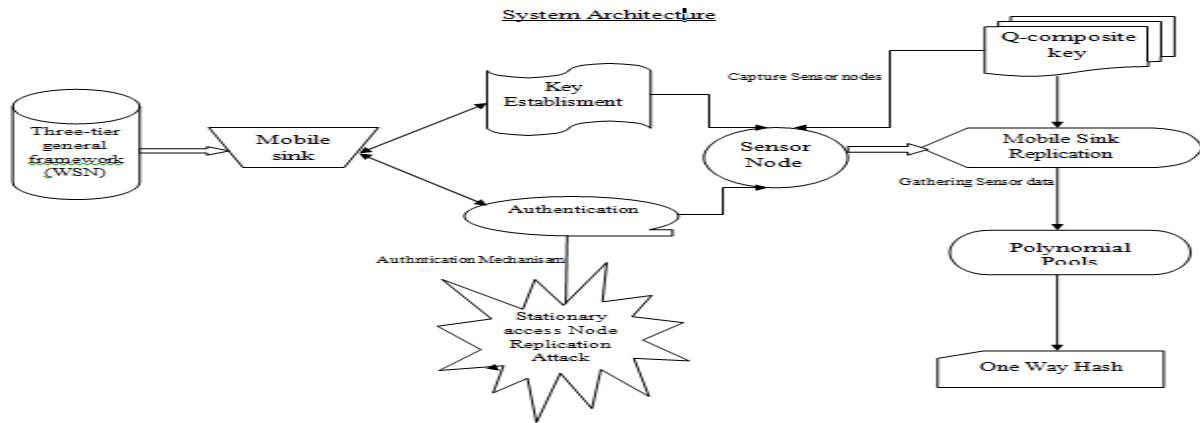 System Architecture
Three-tier
general
framework
(WSN)
Mobile
sink
Key
Establisment
Authentication
Authntication Mechanisam
Stationary
access Node
Replication
Attack
Capture Sensor nodes
Sensor
Node
Q-composite
key
Mobile Sink
Replication
Gathering Sensor data
Polynomial
Pools
One Way Hash